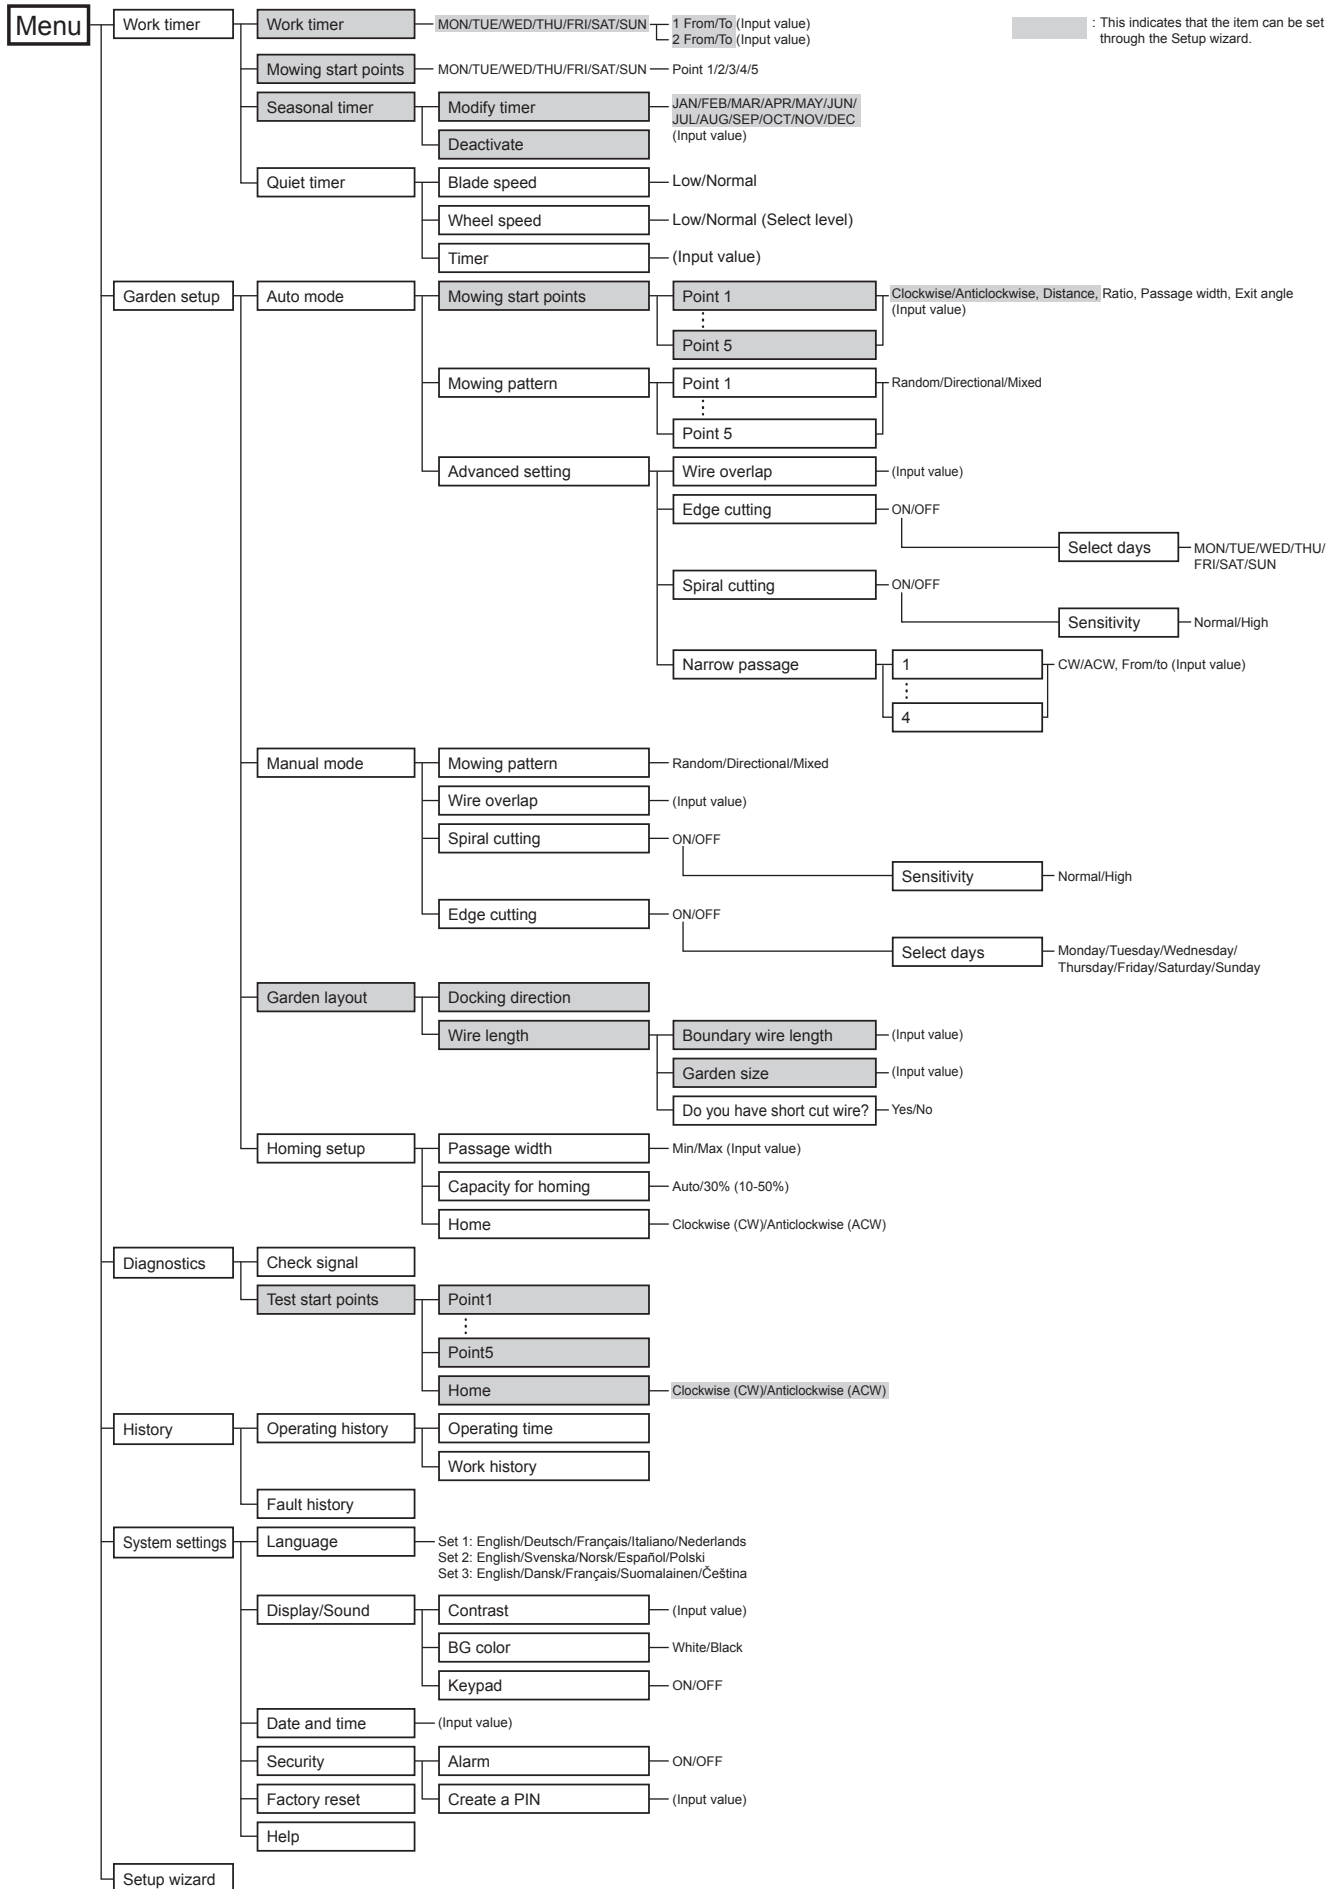 Menu
Work timer
Work timer
MON/TUE/WED/THU/FRI/SAT/SUN
1 From/To (Input value)
2 From/To (Input value)
: This indicates that the item can be set
through the Setup wizard.
Mowing start points
MON/TUE/WED/THU/FRI/SAT/SUN
Point 1/2/3/4/5
Seasonal timer
Modify timer
JAN/FEB/MAR/APR/MAY/JUN/
JUL/AUG/SEP/OCT/NOV/DEC
(Input value)
Deactivate
Quiet timer
Blade speed
Low/Normal
Wheel speed
Low/Normal (Select level)
Timer
(Input value)
Garden setup
Auto mode
Mowing start points
Point 1
Clockwise/Anticlockwise, Distance, Ratio, Passage width, Exit angle
(Input value)
Point 5
Mowing pattern
Point 1
Random/Directional/Mixed
Point 5
Advanced setting
Wire overlap
(Input value)
Edge cutting
ON/OFF
Select days
MON/TUE/WED/THU/
FRI/SAT/SUN
Spiral cutting
ON/OFF
Sensitivity
Normal/High
Narrow passage
1
CW/ACW, From/to (Input value)
4
Manual mode
Mowing pattern
Random/Directional/Mixed
Wire overlap
(Input value)
Spiral cutting
ON/OFF
Sensitivity
Normal/High
Edge cutting
ON/OFF
Select days
Monday/Tuesday/Wednesday/
Thursday/Friday/Saturday/Sunday
Garden layout
Docking direction
Wire length
Boundary wire length
(Input value)
Garden size
(Input value)
Do you have short cut wire?
Yes/No
Homing setup
Passage width
Min/Max (Input value)
Capacity for homing
Auto/30% (10-50%)
Home
Clockwise (CW)/Anticlockwise (ACW)
Diagnostics
Check signal
Test start points
Point1
Point5
Home
Clockwise (CW)/Anticlockwise (ACW)
History
Operating history
Operating time
Work history
Fault history
System settings
Language
Set 1: English/Deutsch/Français/Italiano/Nederlands
Set 2: English/Svenska/Norsk/Español/Polski
Set 3: English/Dansk/Français/Suomalainen/Čeština
Display/Sound
Contrast
(Input value)
BG color
White/Black
Keypad
ON/OFF
Date and time
(Input value)
Security
Alarm
ON/OFF
Factory reset
Create a PIN
(Input value)
Help
Setup wizard